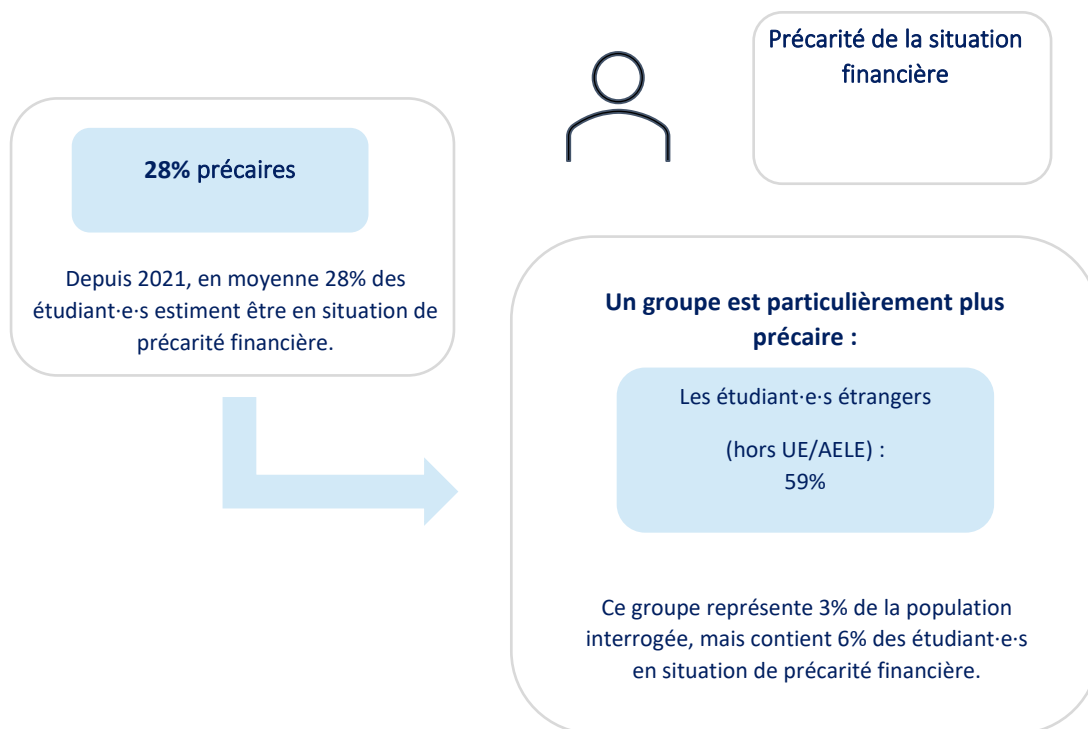 Précarité de la situation
financière
28% précaires
Depuis 2021, en moyenne 28% des
étudiant·e·s estiment être en situation de
précarité financière.
Un groupe est particulièrement plus
précaire :
Les étudiant·e·s étrangers
(hors UE/AELE) :
59%
Ce groupe représente 3% de la population
interrogée, mais contient 6% des étudiant·e·s
en situation de précarité financière.